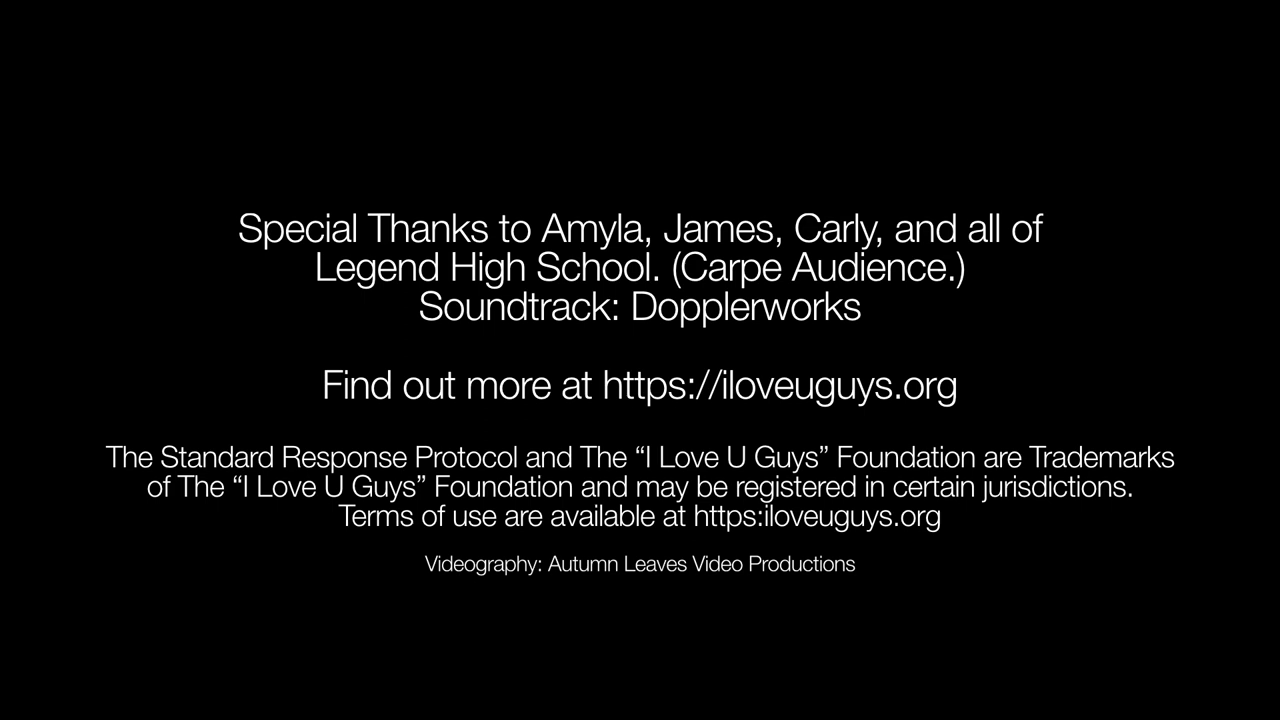 Special Thanks to Amyla, James, Carly, and all of
Legend High School. (Carpe Audience.)
Soundtrack: Dopplerworks
Find out more at https://iloveuguys.org
The Standard Response Protocol and The “I Love U Guys” Foundation are Trademarks
of The “I Love U Guys” Foundation and may be registered in certain jurisdictions.
Terms of use are available at https:iloveuguys.org
Videography: Autumn Leaves Video Productions